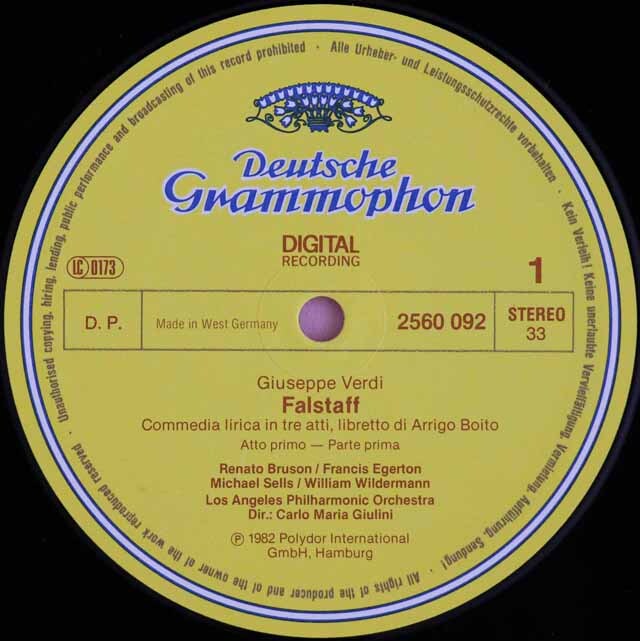 Deutsche
Grammophon
DIGITAL
RECORDING
LC 0173
1
D. P.
Made in West Germany
2560 092
STEREO
33
Giuseppe Verdi
Falstaff
Commedia lirica in tre atti, libretto di Arrigo Boito
Atto primo — Parte prima
Renato Bruson / Francis Egerton
Michael Sells / William Wildermann
Los Angeles Philharmonic Orchestra
Dir.: Carlo Maria Giulini
Ⓟ 1982 Polydor International
GmbH, Hamburg
Alle Urheber- und Leistungsschutzrechte vorbehalten · Kein Verleih! Keine unerlaubte Vervielfältigung, Vermietung, Aufführung, Sendung! · All rights of the producer and of the owner of the work reproduced reserved · Unauthorised copying, hiring, lending, public performance and broadcasting of this record prohibited ·